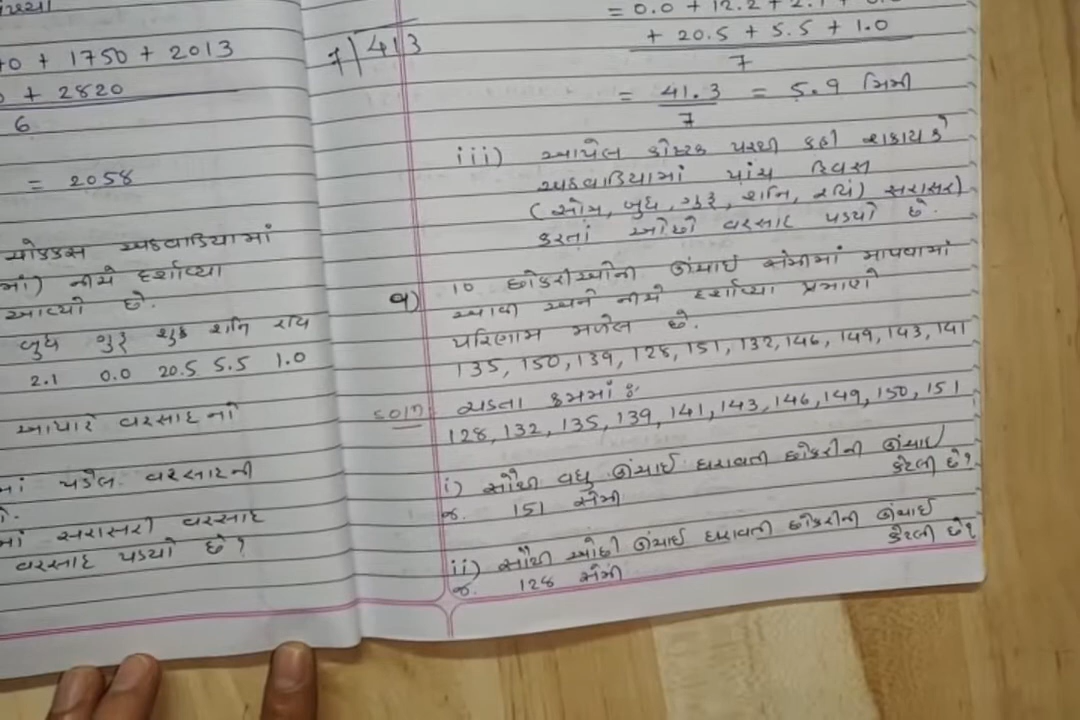 + 1750 + 2013
+ 2820
6
= 2058
ચોક્કસ અઠવાડિયામાં
માં) નીચે દર્શાવ્યા
આવ્યો છે.
બુધ ગુરૂ શુક્ર શનિ રવિ
2.1 0.0 20.5 5.5 1.0
આધારે વરસાદનો
માં પડેલ વરસાદની
માં સરાસરી વરસાદ
વરસાદ પડયો છે?
7 413
= 0.0 + 12.2 + 2.1 +
+ 20.5 + 5.5 + 1.0
7
= 41.3 = 5.9 મિમી
7
iii) આપેલ કોષ્ટક પરથી કહી શકાય કે
અઠવાડિયામાં પાંચ દિવસ
(સોમ, બુધ, ગુરૂ, શનિ, રવિ) સરાસરી
કરતાં ઓછો વરસાદ પડયો છે.
9) 10 છોકરીઓની ઊંચાઈ સેમીમાં માપવામાં
આવી અને નીચે દર્શાવ્યા પ્રમાણે
પરિણામ મળેલ છે.
135, 150, 139, 128, 151, 132, 146, 149, 143, 141
soln ચડતા ક્રમમાં :
128, 132, 135, 139, 141, 143, 146, 149, 150, 151
i) સૌથી વધુ ઊંચાઈ ધરાવતી છોકરીની ઊંચાઈ
કેટલી છે?
જ. 151 સેમી
ii) સૌથી ઓછી ઊંચાઈ ધરાવતી છોકરીની ઊંચાઈ
કેટલી છે?
જ. 128 સેમી